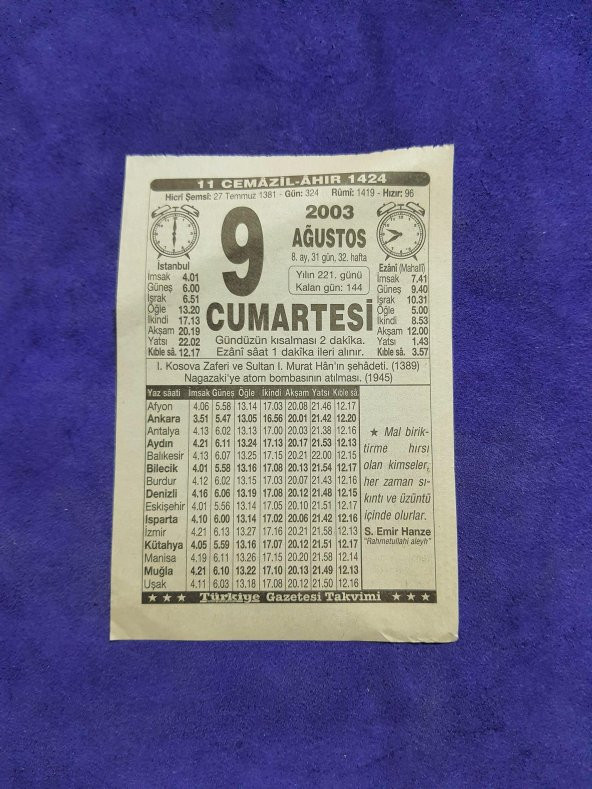 11 CEMÂZİL-ÂHIR 1424
Hicrî Şemsî: 27 Temmuz 1381 - Gün: 324 Rûmî: 1419 - Hızır: 96
9
2003
AĞUSTOS
8. ay, 31 gün, 32. hafta
Yılın 221. günü
Kalan gün: 144
CUMARTESİ
Gündüzün kısalması 2 dakîka.
Ezânî sâat 1 dakîka ileri alınır.
İstanbul
İmsak 4.01
Güneş 6.00
İşrak 6.51
Öğle 13.20
İkindi 17.13
Akşam 20.19
Yatsı 22.02
Kıble sâ. 12.17
Ezânî (Mahallî)
İmsak 7.41
Güneş 9.40
İşrak 10.31
Öğle 5.00
İkindi 8.53
Akşam 12.00
Yatsı 1.43
Kıble sâ. 3.57
I. Kosova Zaferi ve Sultan I. Murat Hân'ın şehâdeti. (1389)
Nagazaki'ye atom bombasının atılması. (1945)
Yaz sâati İmsak Güneş Öğle İkindi Akşam Yatsı Kıble sâ.
Afyon 4.06 5.58 13.14 17.03 20.08 21.46 12.17
Ankara 3.51 5.47 13.05 16.56 20.01 21.42 12.20
Antalya 4.13 6.02 13.13 17.00 20.03 21.38 12.16
Aydın 4.21 6.11 13.24 17.13 20.17 21.53 12.13
Balıkesir 4.13 6.07 13.25 17.15 20.21 22.00 12.15
Bilecik 4.01 5.58 13.16 17.08 20.13 21.54 12.17
Burdur 4.12 6.02 13.15 17.03 20.07 21.43 12.16
Denizli 4.16 6.06 13.19 17.08 20.12 21.48 12.15
Eskişehir 4.01 5.56 13.14 17.05 20.10 21.51 12.17
Isparta 4.10 6.00 13.14 17.02 20.06 21.42 12.16
İzmir 4.21 6.13 13.27 17.16 20.21 21.58 12.13
Kütahya 4.05 5.59 13.16 17.07 20.12 21.51 12.17
Manisa 4.19 6.11 13.26 17.15 20.20 21.58 12.14
Muğla 4.21 6.10 13.22 17.10 20.13 21.49 12.13
Uşak 4.11 6.03 13.18 17.08 20.12 21.50 12.16
★ Mal birik-
tirme hırsı
olan kimseler,
her zaman sı-
kıntı ve üzüntü
içinde olurlar.
S. Emir Hanze
"Rahmetullahi aleyh"
★ ★ ★ Türkiye Gazetesi Takvimi ★ ★ ★